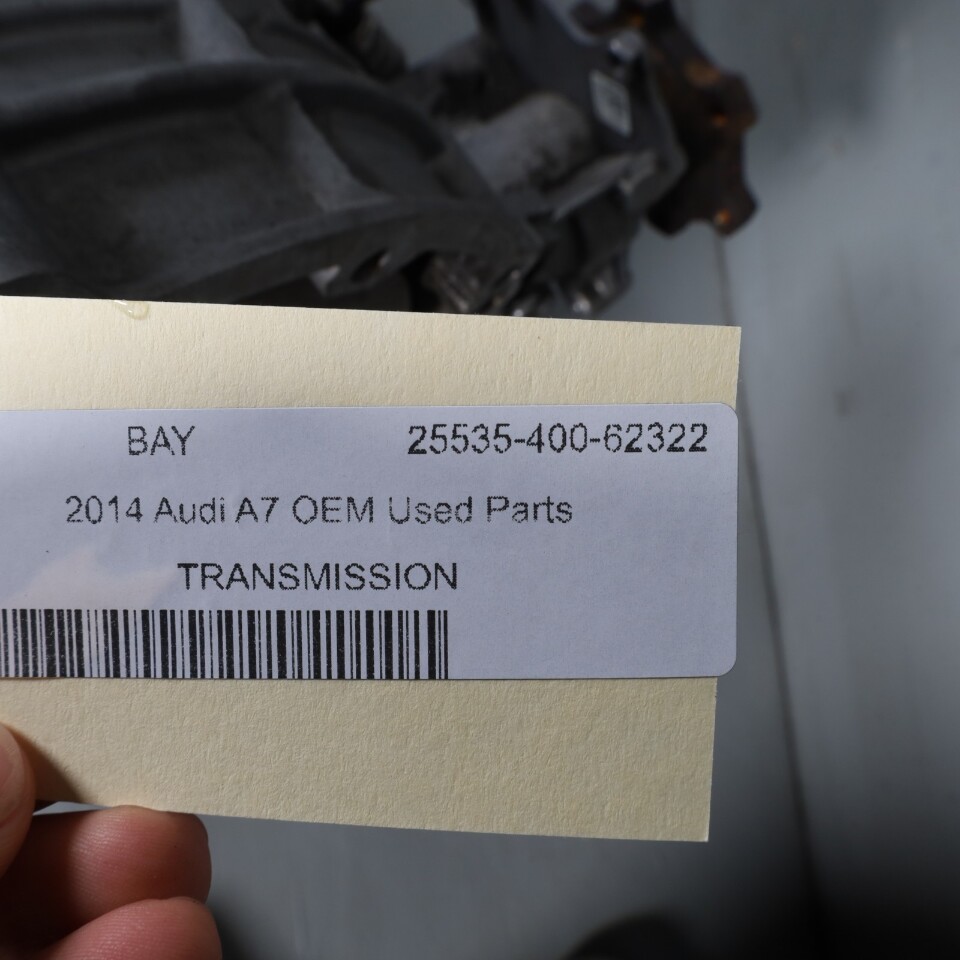 BAY 25535-400-62322
2014 Audi A7 OEM Used Parts
TRANSMISSION